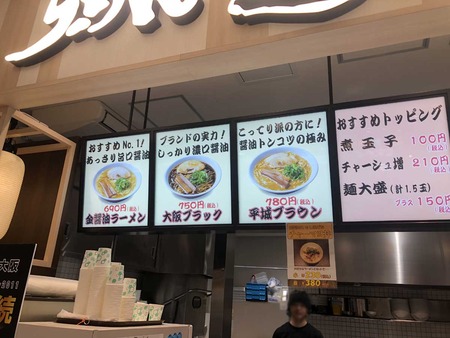 おすすめNo.1!
あっさり旨口醤油
690円(税込)
金醤油ラーメン
ブランドの実力!
しっかり濃口醤油
750円(税込)
大阪ブラック
こってり派の方に!
醤油トンコツの極み
780円(税込)
平城ブラウン
おすすめトッピング
煮玉子 100円(税込)
チャーシュ増 210円(税込)
麺大盛(計1.5玉)
プラス150円(税込)
380
大阪
続